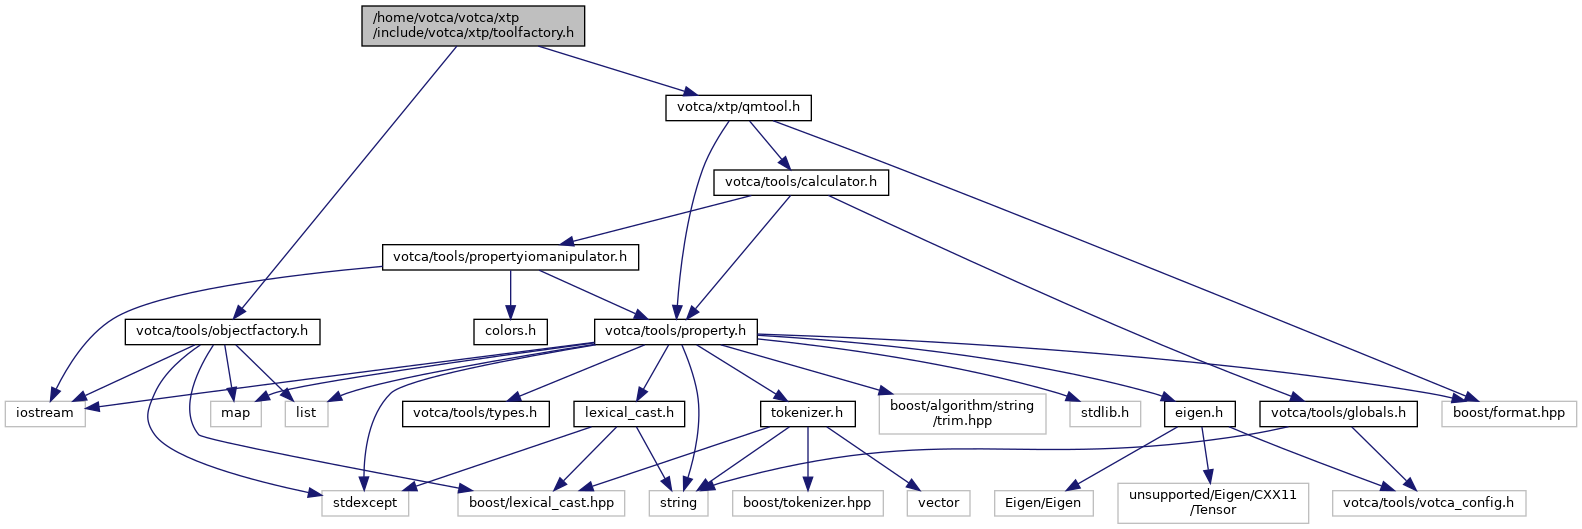 /home/votca/votca/xtp
/include/votca/xtp/toolfactory.h
votca/xtp/qmtool.h
votca/tools/calculator.h
votca/tools/propertyiomanipulator.h
votca/tools/objectfactory.h
colors.h
votca/tools/property.h
iostream
map
list
votca/tools/types.h
lexical_cast.h
tokenizer.h
boost/algorithm/string
/trim.hpp
stdlib.h
eigen.h
votca/tools/globals.h
boost/format.hpp
stdexcept
boost/lexical_cast.hpp
string
boost/tokenizer.hpp
vector
Eigen/Eigen
unsupported/Eigen/CXX11
/Tensor
votca/tools/votca_config.h